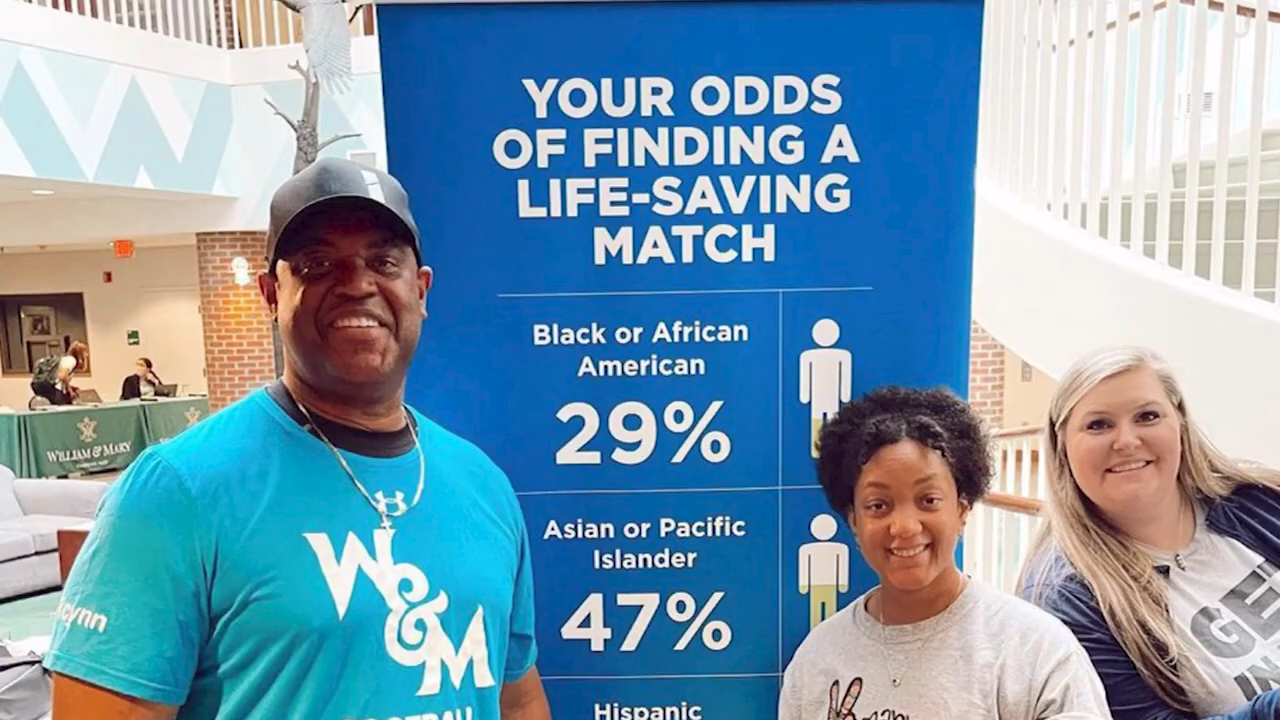 YOUR ODDS
OF FINDING A
LIFE-SAVING
MATCH
Black or African
American
29%
Asian or Pacific
Islander
47%
Hispanic
WILLIAM & MARY
W&M
FOOTBALL